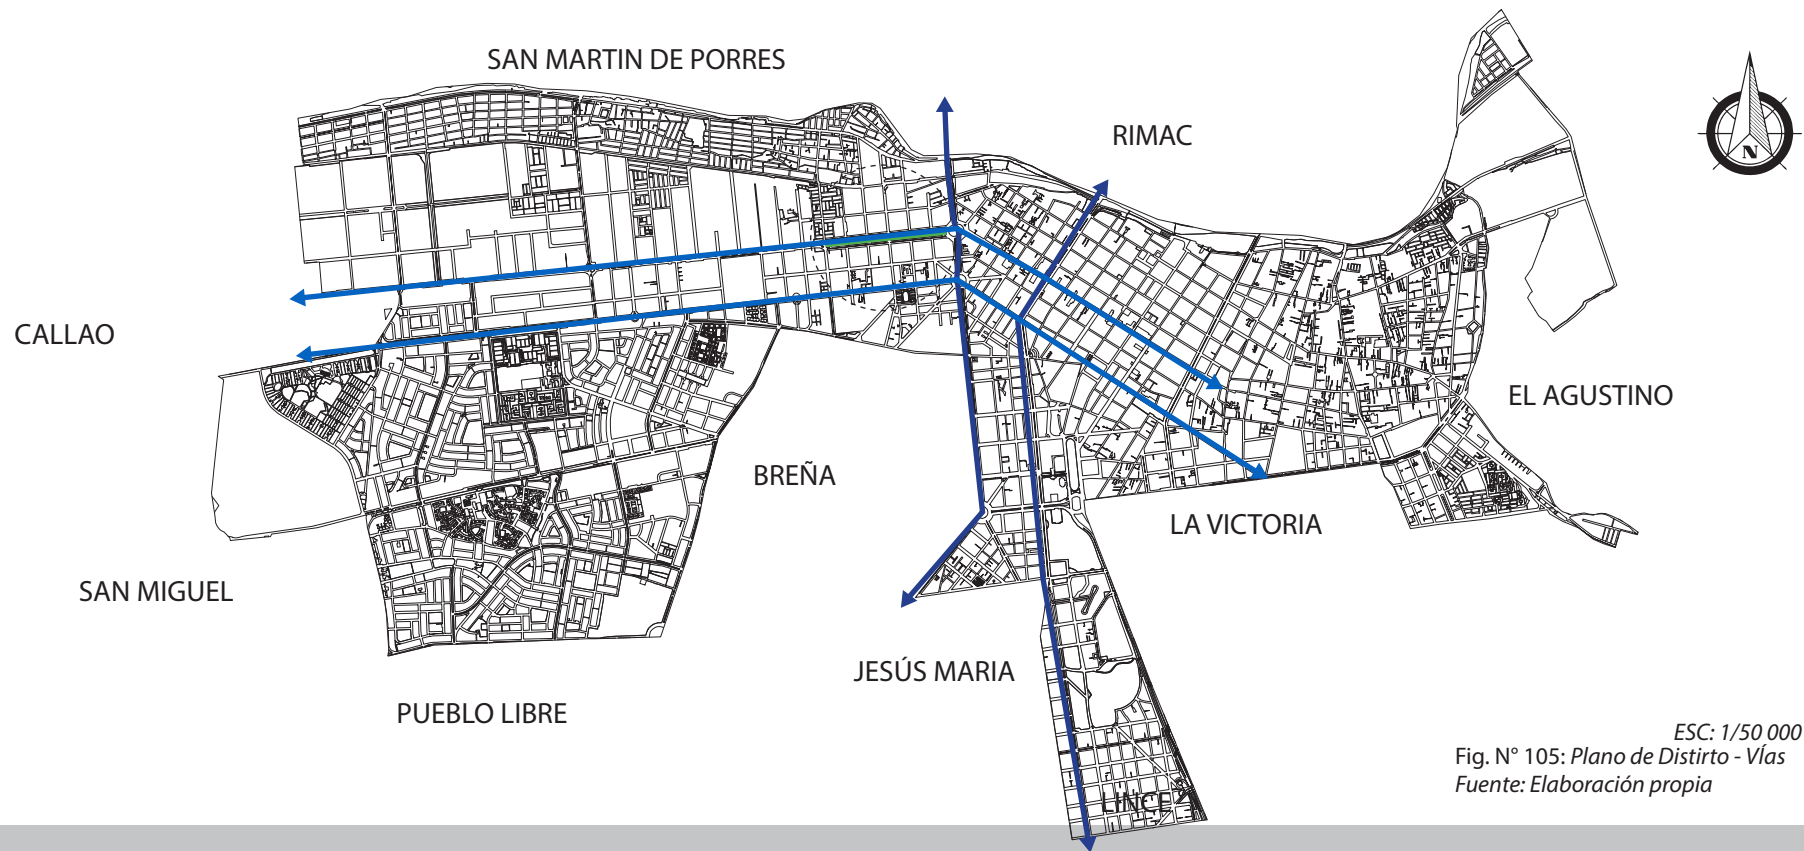 SAN MARTIN DE PORRES
RIMAC
N
CALLAO
EL AGUSTINO
BREÑA
LA VICTORIA
SAN MIGUEL
JESÚS MARIA
PUEBLO LIBRE
LINCE
ESC: 1/50 000
Fig. N° 105: Plano de Distirto - VÍas
Fuente: Elaboración propia